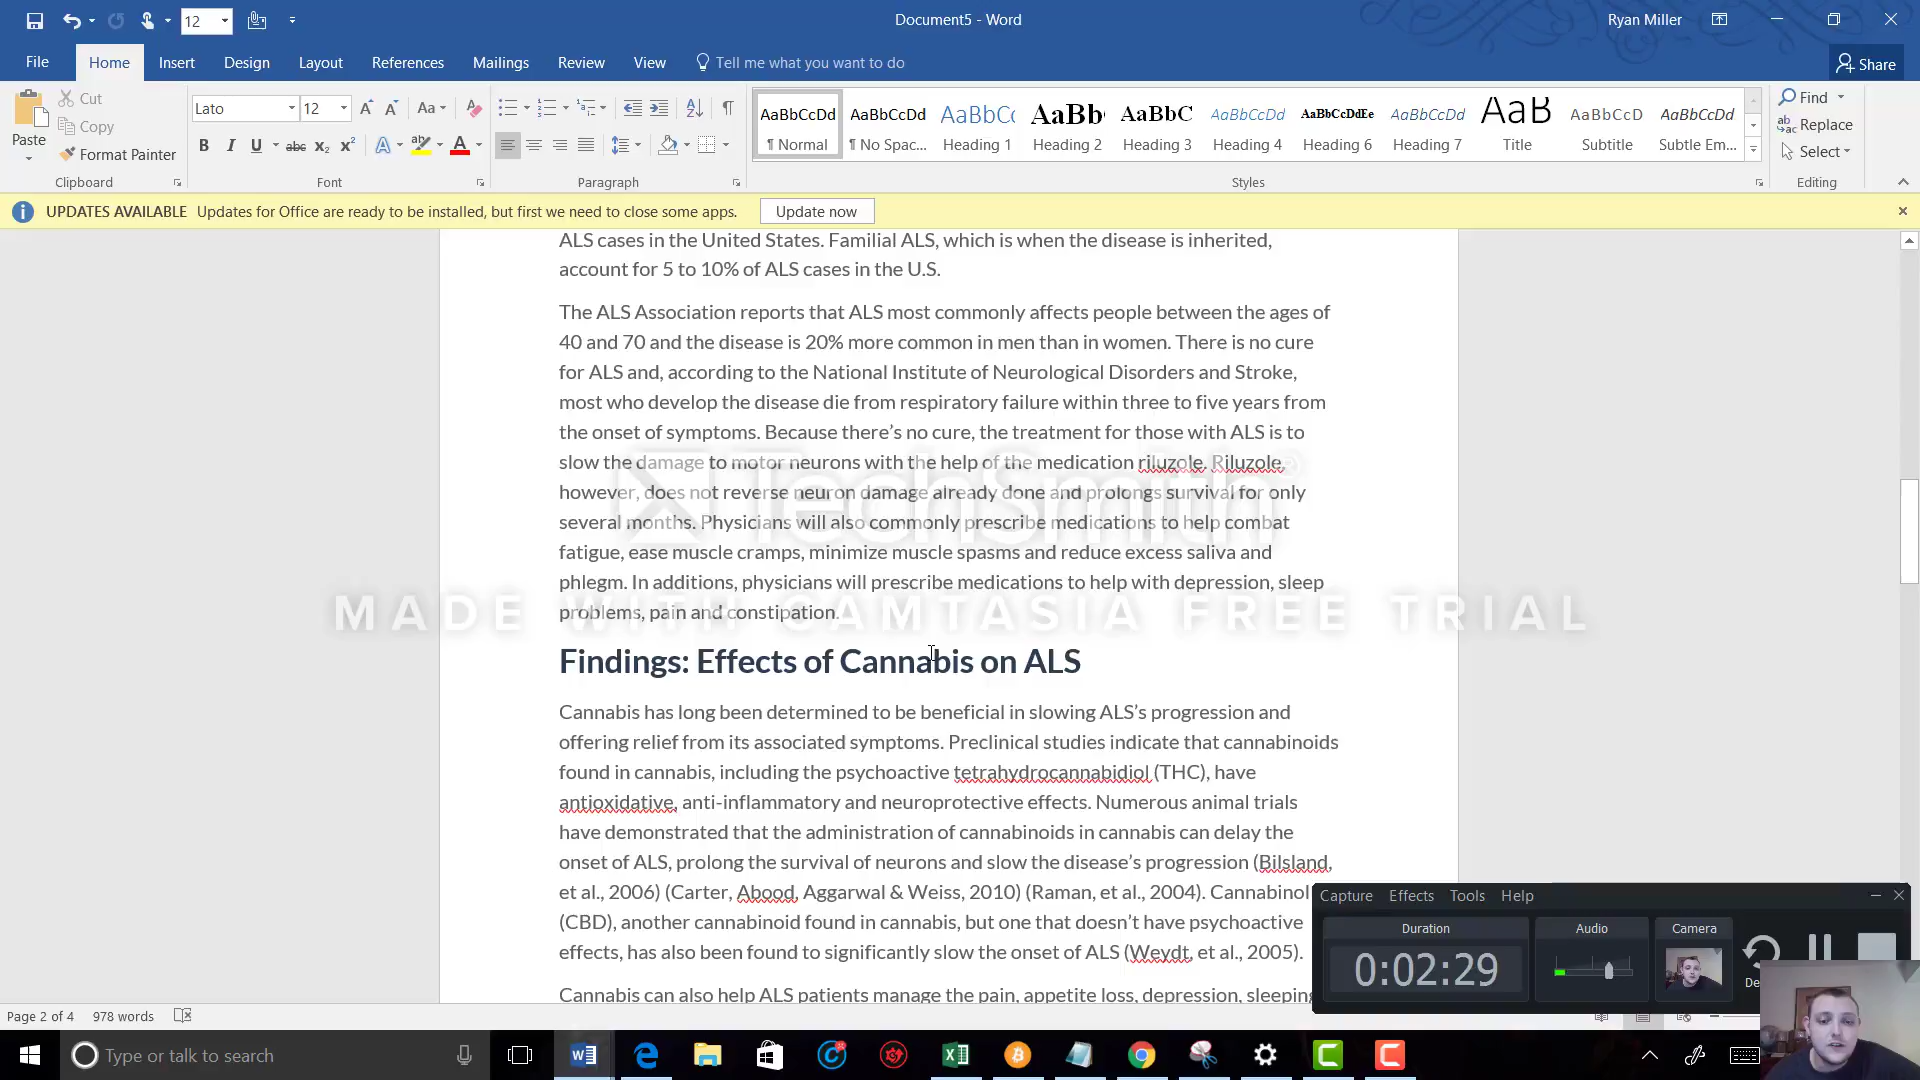 12
Document5 - Word
Ryan Miller
File
Home
Insert
Design
Layout
References
Mailings
Review
View
Tell me what you want to do
Share
Paste
Cut
Copy
Format Painter
Clipboard
Lato
12
Font
Paragraph
AaBbCcDd AaBbCcDd AaBbCc AaBb AaBbC AaBbCcDd AaBbCcDdEe AaBbCcDd AaB AaBbCcD AaBbCcDd
¶ Normal ¶ No Spac... Heading 1 Heading 2 Heading 3 Heading 4 Heading 6 Heading 7 Title Subtitle Subtle Em...
Styles
Find
Replace
Select
Editing
UPDATES AVAILABLE Updates for Office are ready to be installed, but first we need to close some apps. Update now
ALS cases in the United States. Familial ALS, which is when the disease is inherited,
account for 5 to 10% of ALS cases in the U.S.
The ALS Association reports that ALS most commonly affects people between the ages of
40 and 70 and the disease is 20% more common in men than in women. There is no cure
for ALS and, according to the National Institute of Neurological Disorders and Stroke,
most who develop the disease die from respiratory failure within three to five years from
the onset of symptoms. Because there’s no cure, the treatment for those with ALS is to
slow the damage to motor neurons with the help of the medication riluzole. Riluzole,
however, does not reverse neuron damage already done and prolongs survival for only
several months. Physicians will also commonly prescribe medications to help combat
fatigue, ease muscle cramps, minimize muscle spasms and reduce excess saliva and
phlegm. In additions, physicians will prescribe medications to help with depression, sleep
problems, pain and constipation.
TechSmith®
MADE WITH CAMTASIA FREE TRIAL
Findings: Effects of Cannabis on ALS
Cannabis has long been determined to be beneficial in slowing ALS’s progression and
offering relief from its associated symptoms. Preclinical studies indicate that cannabinoids
found in cannabis, including the psychoactive tetrahydrocannabidiol (THC), have
antioxidative, anti-inflammatory and neuroprotective effects. Numerous animal trials
have demonstrated that the administration of cannabinoids in cannabis can delay the
onset of ALS, prolong the survival of neurons and slow the disease’s progression (Bilsland,
et al., 2006) (Carter, Abood, Aggarwal & Weiss, 2010) (Raman, et al., 2004). Cannabinol
(CBD), another cannabinoid found in cannabis, but one that doesn’t have psychoactive
effects, has also been found to significantly slow the onset of ALS (Weydt, et al., 2005).
Cannabis can also help ALS patients manage the pain, appetite loss, depression, sleeping
Capture Effects Tools Help
Duration
0:02:29
Audio
Camera
Page 2 of 4
978 words
Type or talk to search